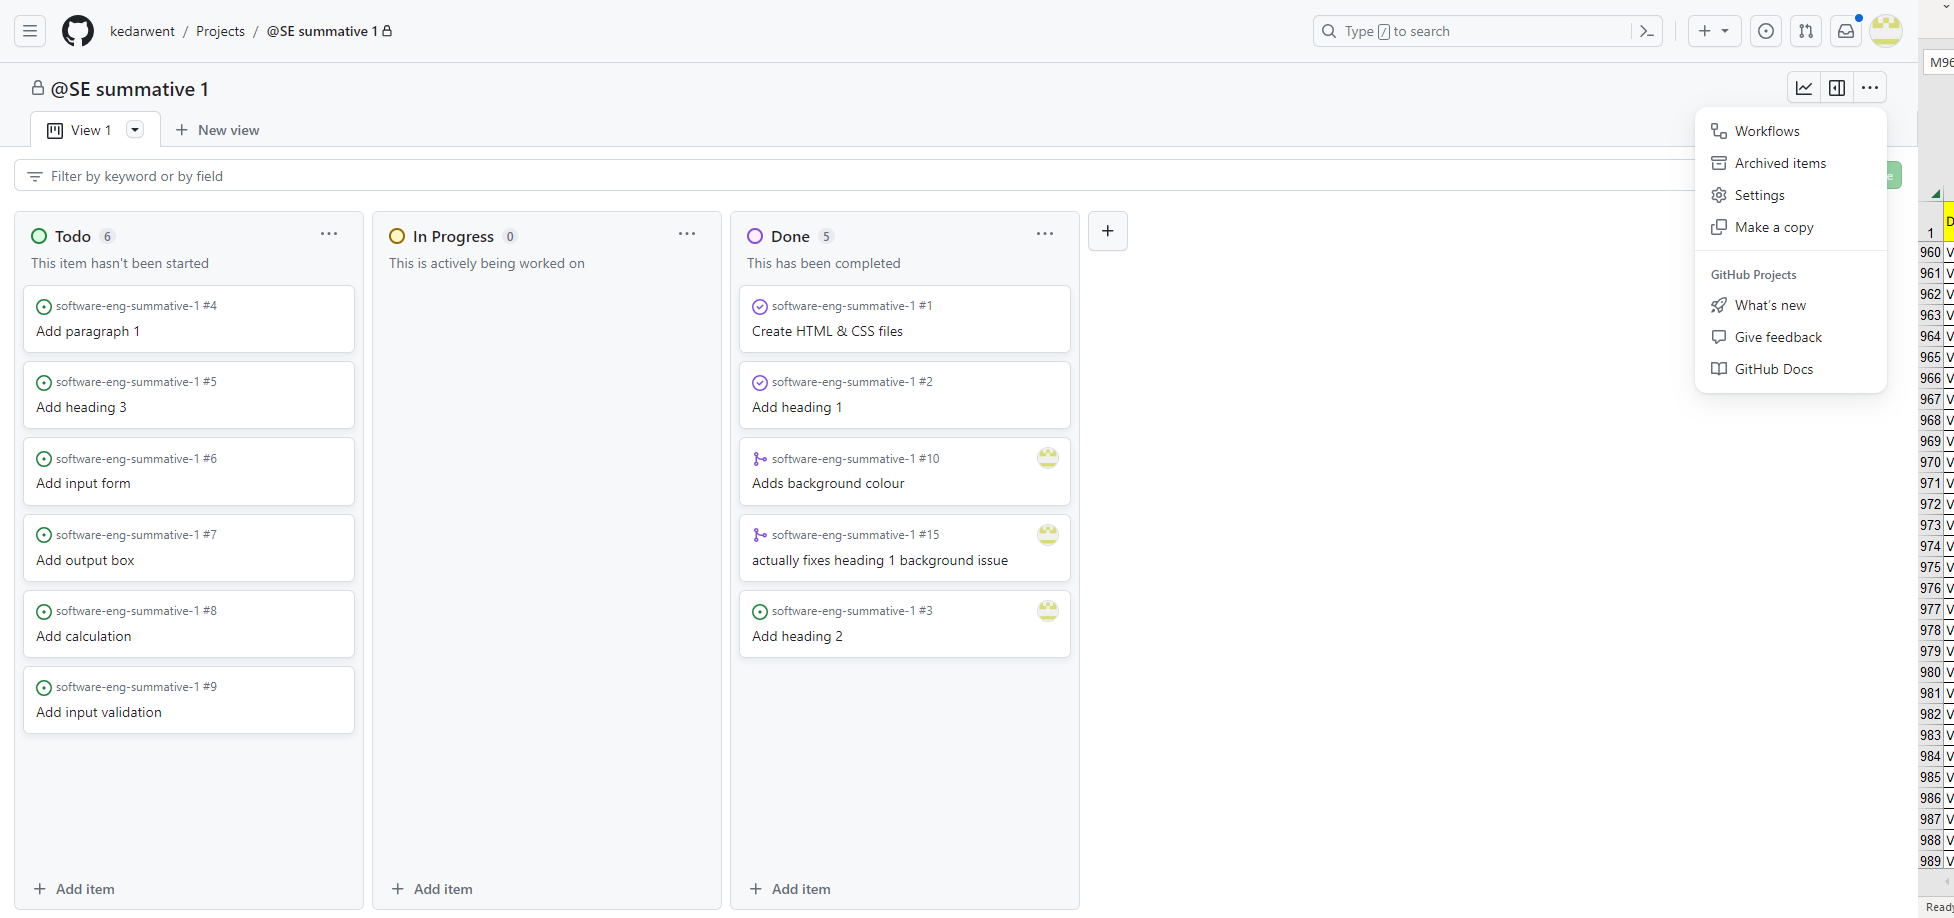 kedarwent / Projects / @SE summative 1
Type / to search
@SE summative 1
View 1
New view
Filter by keyword or by field
Workflows
Archived items
Settings
Make a copy
GitHub Projects
What's new
Give feedback
GitHub Docs
e
Todo 6
This item hasn't been started
software-eng-summative-1 #4
Add paragraph 1
software-eng-summative-1 #5
Add heading 3
software-eng-summative-1 #6
Add input form
software-eng-summative-1 #7
Add output box
software-eng-summative-1 #8
Add calculation
software-eng-summative-1 #9
Add input validation
Add item
In Progress 0
This is actively being worked on
Add item
Done 5
This has been completed
software-eng-summative-1 #1
Create HTML & CSS files
software-eng-summative-1 #2
Add heading 1
software-eng-summative-1 #10
Adds background colour
software-eng-summative-1 #15
actually fixes heading 1 background issue
software-eng-summative-1 #3
Add heading 2
Add item
M96
1 D
960 V
961 V
962 V
963 V
964 V
965 V
966 V
967 V
968 V
969 V
970 V
971 V
972 V
973 V
974 V
975 V
976 V
977 V
978 V
979 V
980 V
981 V
982 V
983 V
984 V
985 V
986 V
987 V
988 V
989 V
Ready